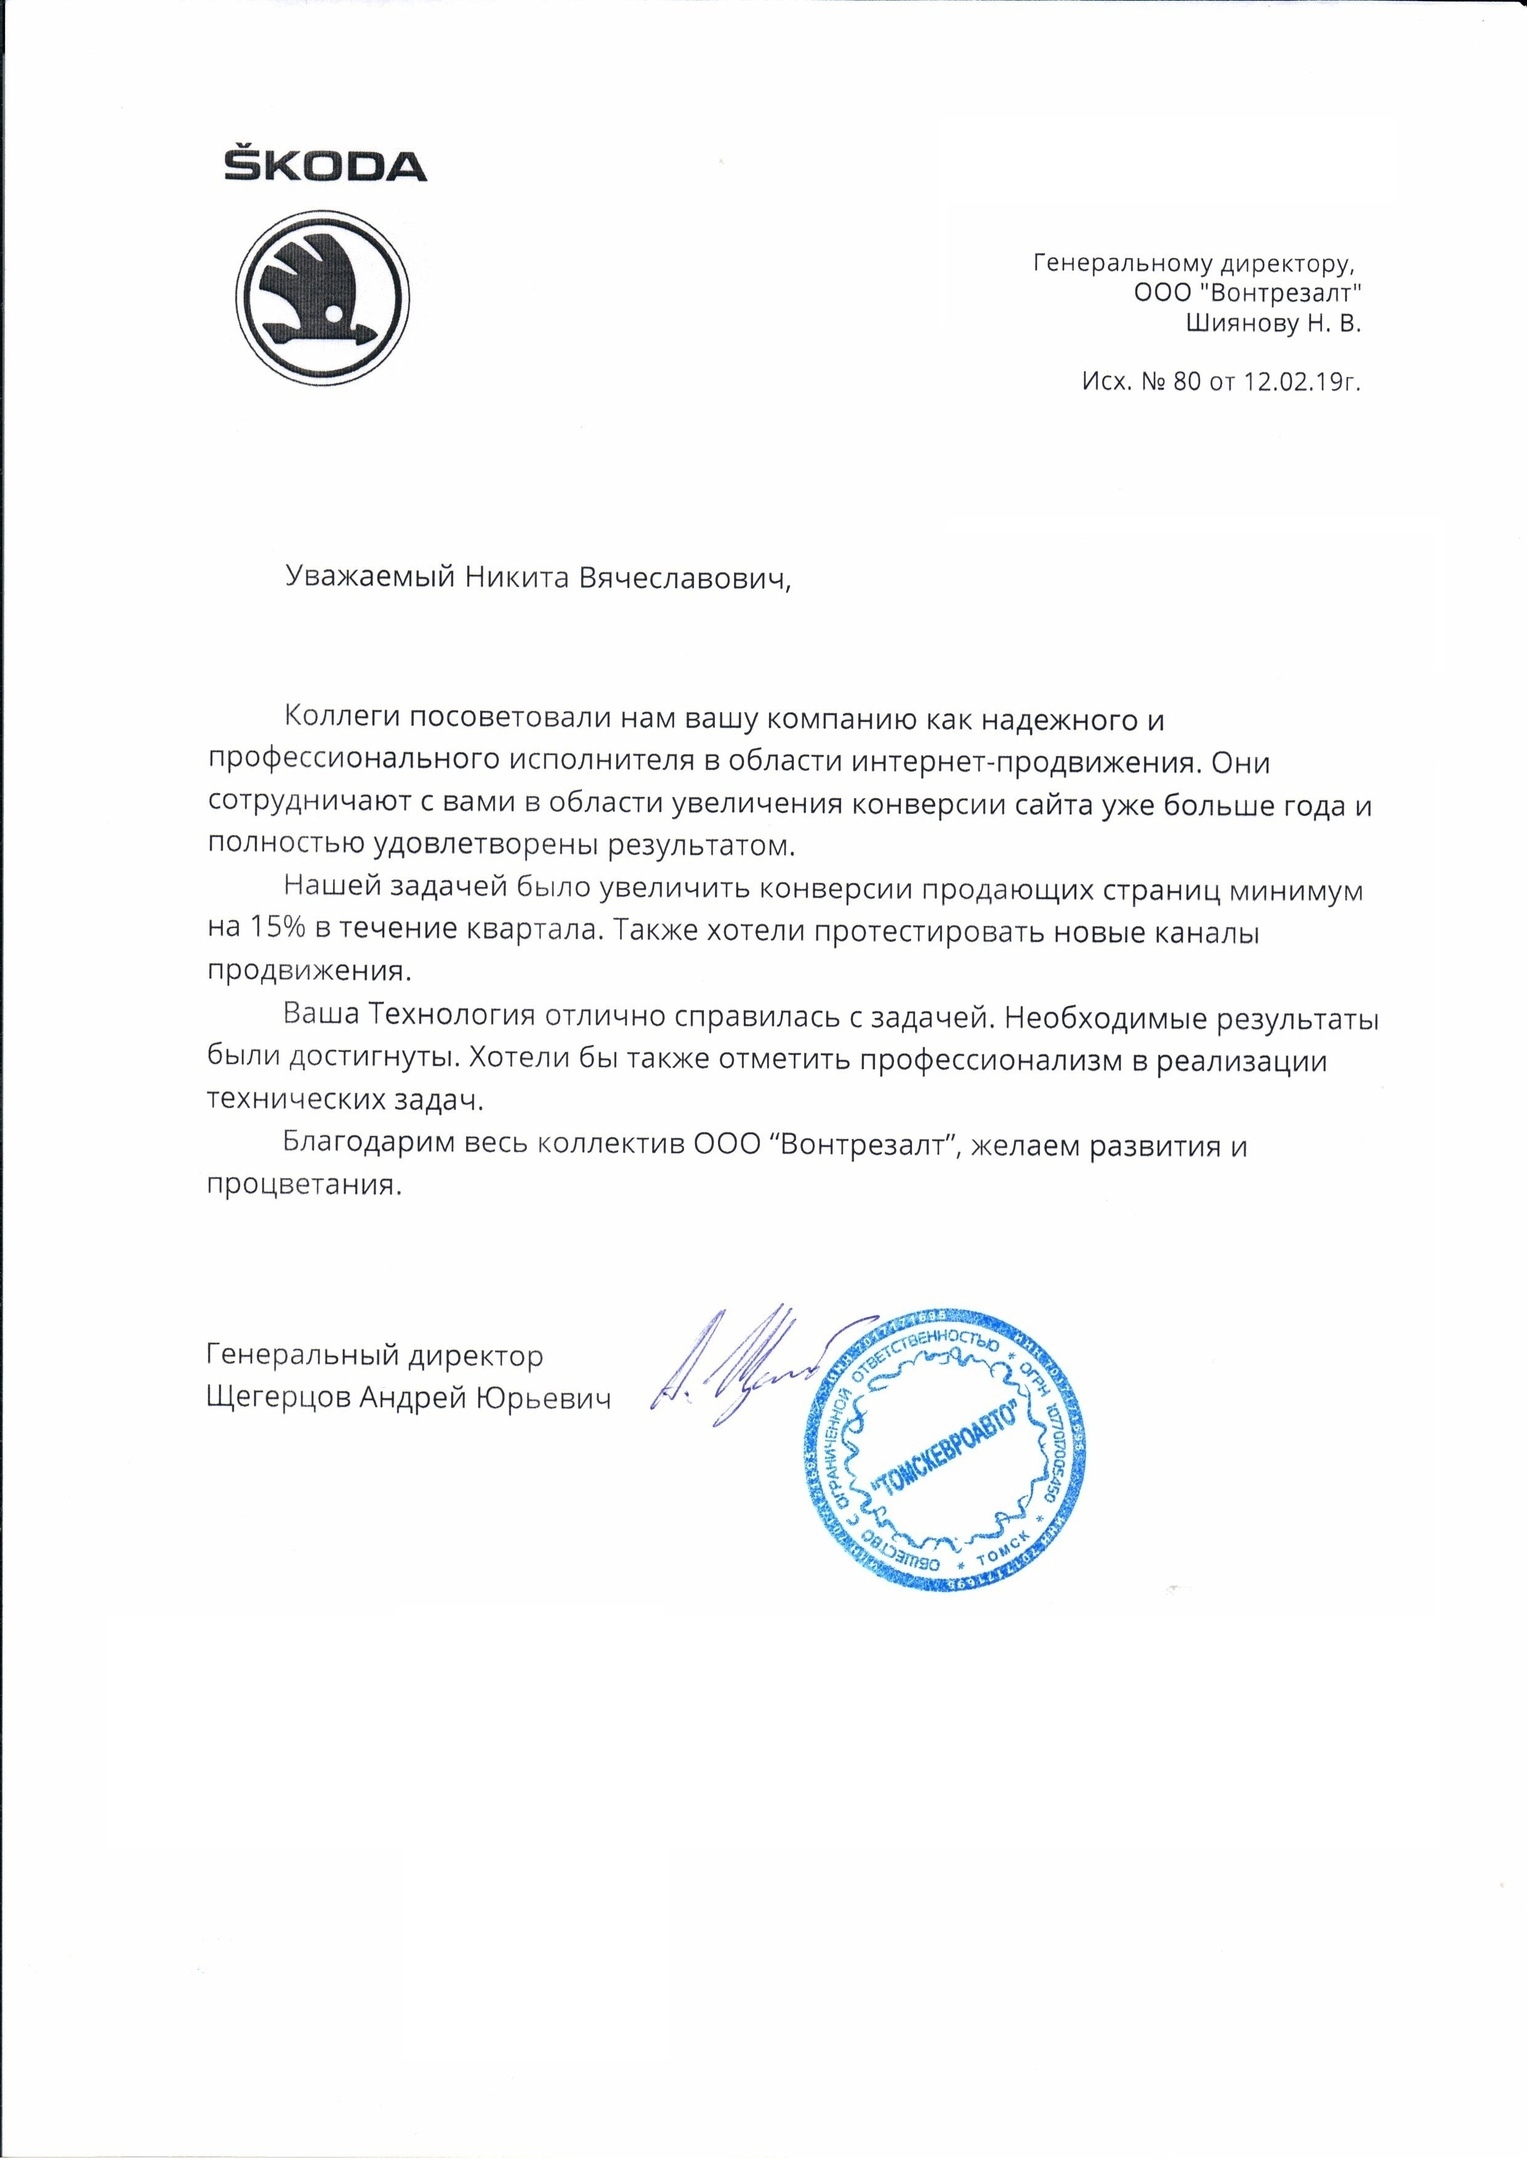 ŠKODA
Генеральному директору,
ООО "Вонтрезалт"
Шиянову Н. В.
Исх. № 80 от 12.02.19г.
Уважаемый Никита Вячеславович,
Коллеги посоветовали нам вашу компанию как надежного и
профессионального исполнителя в области интернет-продвижения. Они
сотрудничают с вами в области увеличения конверсии сайта уже больше года и
полностью удовлетворены результатом.
Нашей задачей было увеличить конверсии продающих страниц минимум
на 15% в течение квартала. Также хотели протестировать новые каналы
продвижения.
Ваша Технология отлично справилась с задачей. Необходимые результаты
были достигнуты. Хотели бы также отметить профессионализм в реализации
технических задач.
Благодарим весь коллектив ООО “Вонтрезалт”, желаем развития и
процветания.
Генеральный директор
Щегерцов Андрей Юрьевич
ОБЩЕСТВО С ОГРАНИЧЕННОЙ ОТВЕТСТВЕННОСТЬЮ * ОГРН 1077017005450 *
* ТОМСК *
"ТОМСКЕВРОАВТО"
ИНН 7017171695